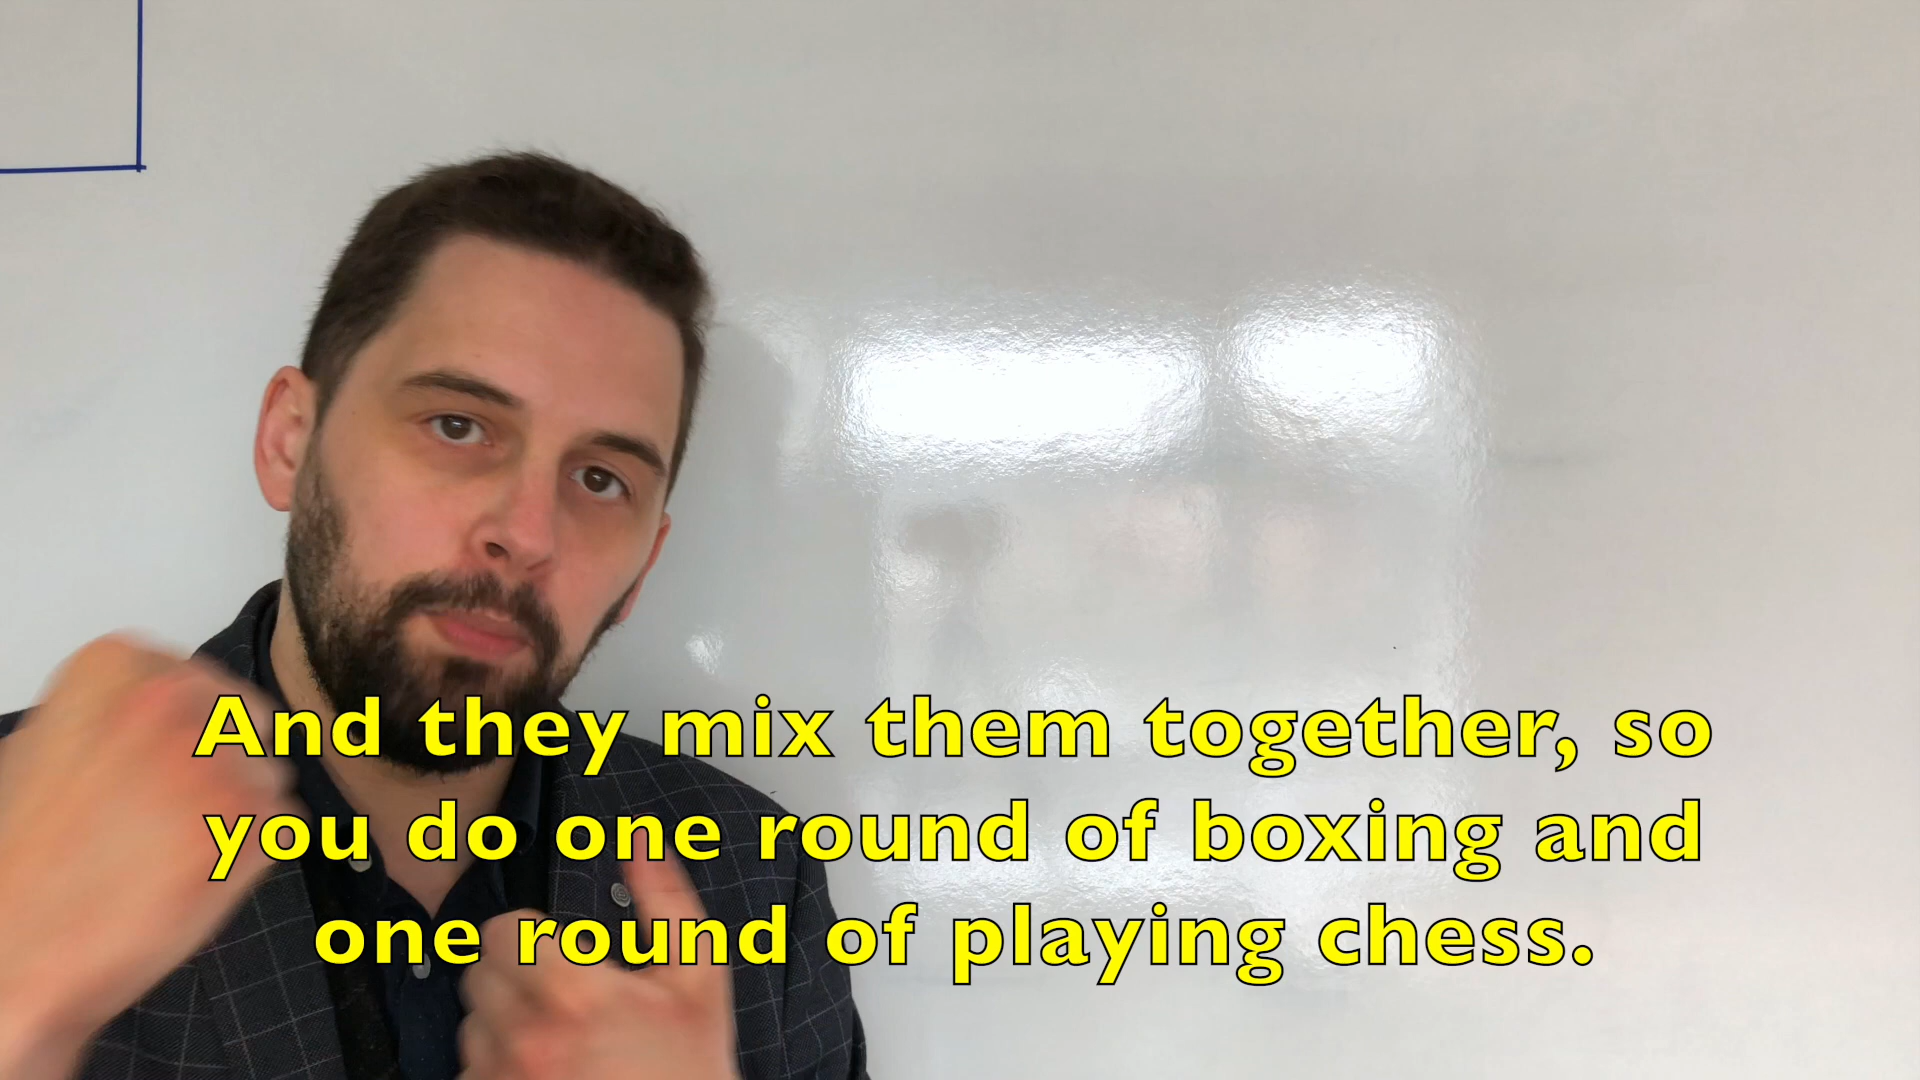 And they mix them together, so
you do one round of boxing and
one round of playing chess.